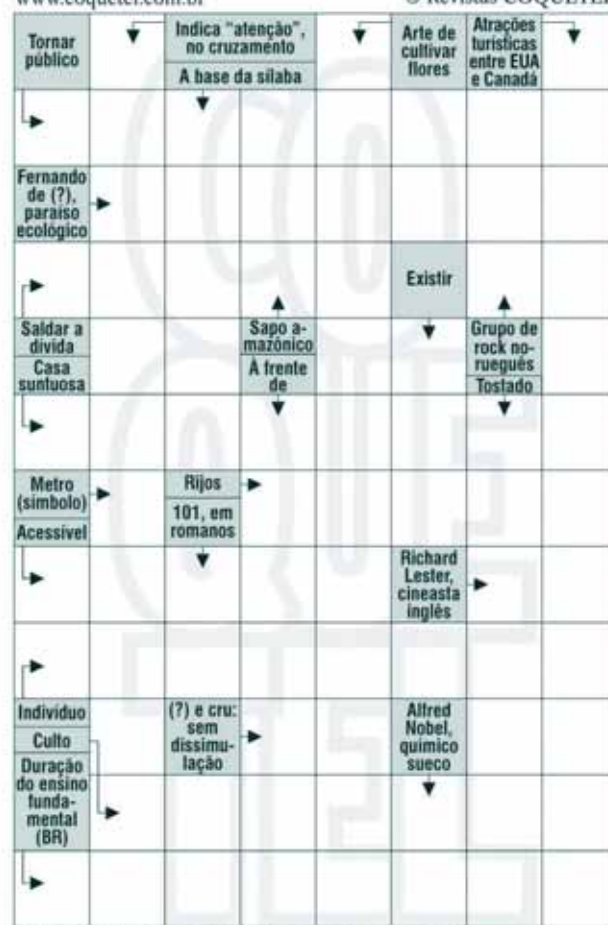 www.coquetel.com.br
© Revistas COQUETEL
Tornar
público
Indica “atenção”,
no cruzamento
A base da sílaba
Arte de
cultivar
flores
Atrações
turísticas
entre EUA
e Canadá
Fernando
de (?),
paraíso
ecológico
Existir
Saldar a
dívida
Casa
suntuosa
Sapo a-
mazônico
À frente
de
Grupo de
rock no-
rueguês
Tostado
Metro
(símbolo)
Acessível
Rijos
101, em
romanos
Richard
Lester,
cineasta
inglês
Indivíduo
Culto
Duração
do ensino
funda-
mental
(BR)
(?) e cru:
sem
dissimu-
lação
Alfred
Nobel,
químico
sueco